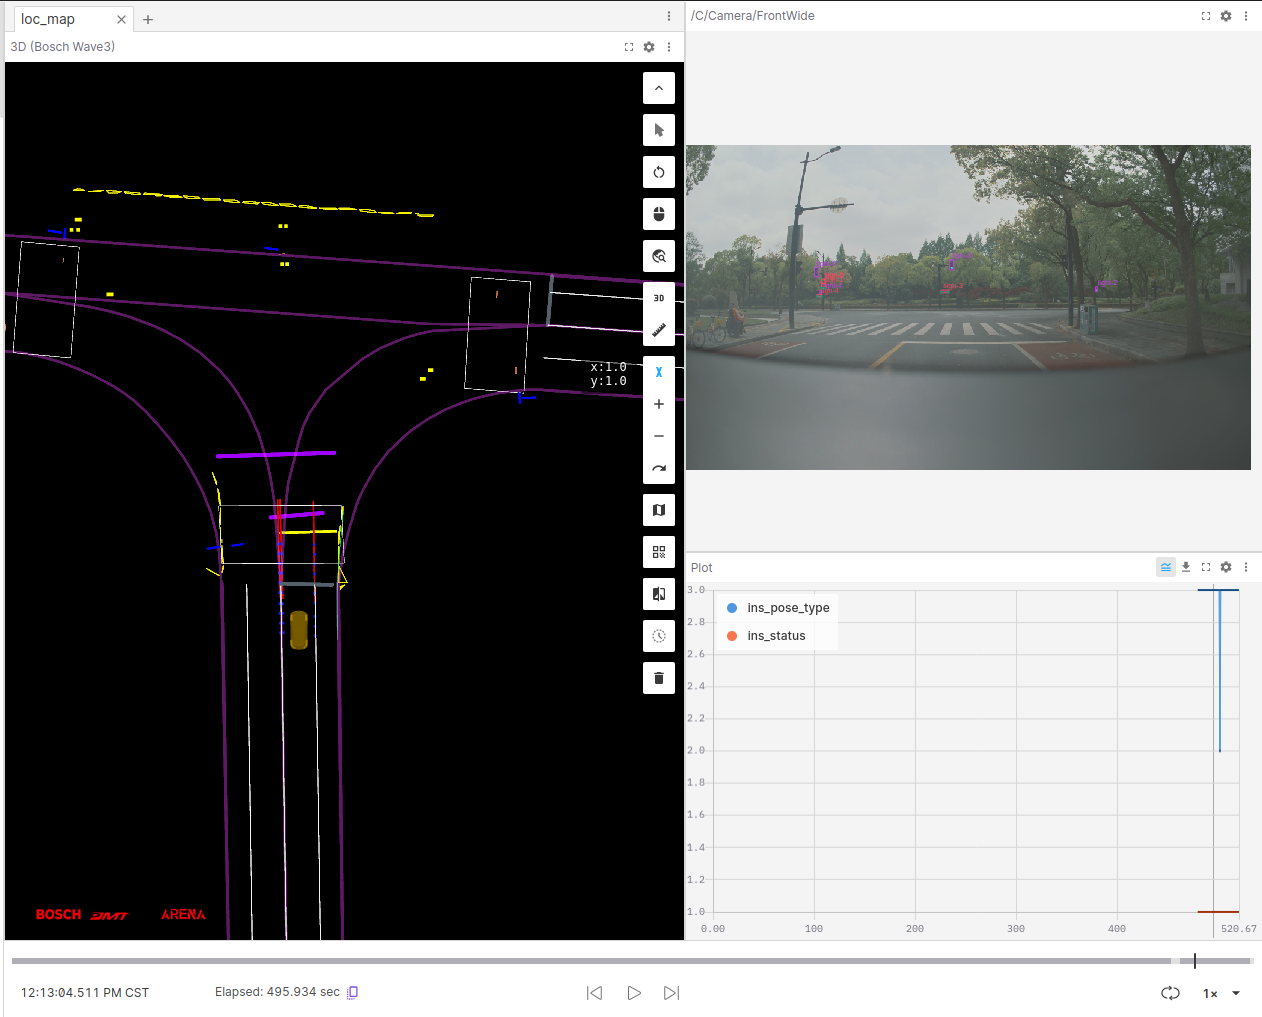 loc_map
3D (Bosch Wave3)
3D
x:1.0
y:1.0
BOSCH
ARENA
12:13:04.511 PM CST
Elapsed: 495.934 sec
1×
/C/Camera/FrontWide
Plot
ins_pose_type
ins_status
3.0
2.8
2.6
2.4
2.2
2.0
1.8
1.6
1.4
1.2
1.0
0.00
100
200
300
400
520.67